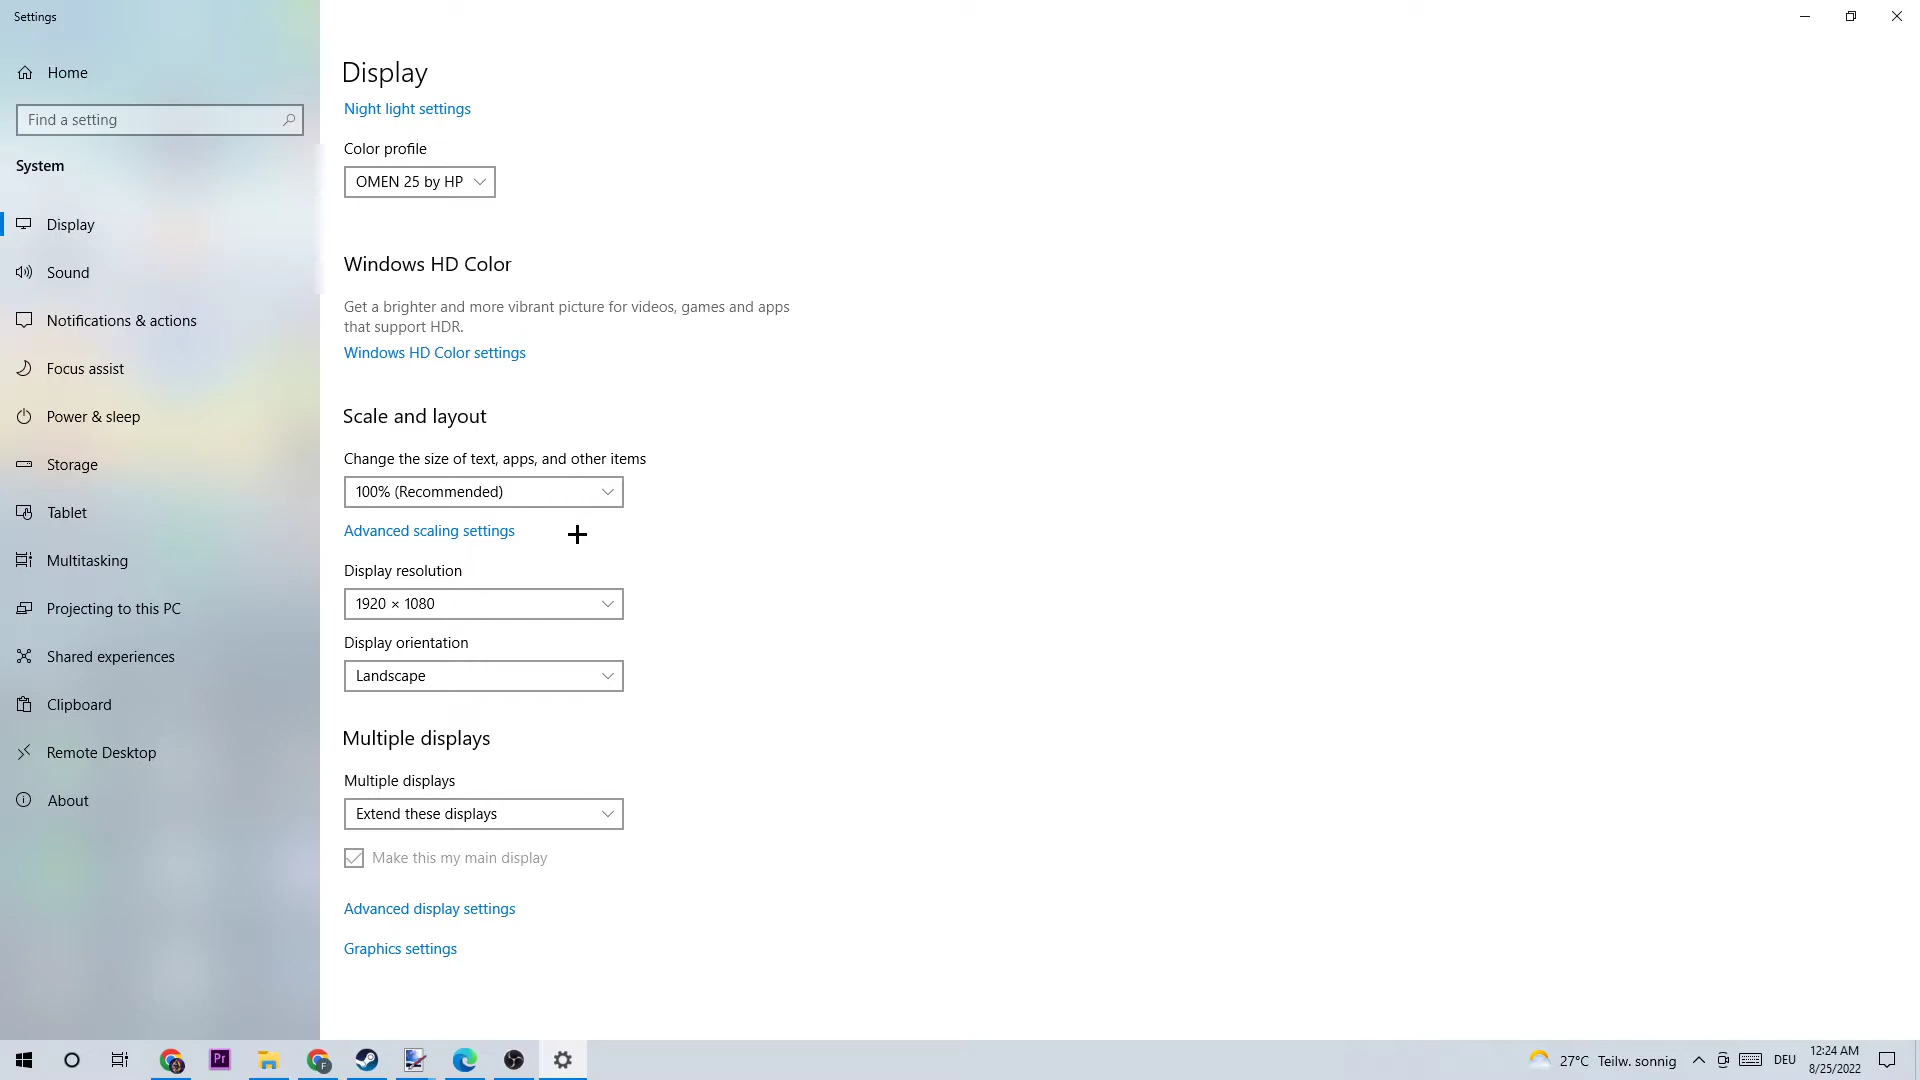 Settings
Home
Find a setting
System
Display
Sound
Notifications & actions
Focus assist
Power & sleep
Storage
Tablet
Multitasking
Projecting to this PC
Shared experiences
Clipboard
Remote Desktop
About
Display
Night light settings
Color profile
OMEN 25 by HP
Windows HD Color
Get a brighter and more vibrant picture for videos, games and apps
that support HDR.
Windows HD Color settings
Scale and layout
Change the size of text, apps, and other items
100% (Recommended)
Advanced scaling settings
Display resolution
1920 × 1080
Display orientation
Landscape
Multiple displays
Multiple displays
Extend these displays
Make this my main display
Advanced display settings
Graphics settings
Pr
F
27°C Teilw. sonnig
DEU
12:24 AM
8/25/2022